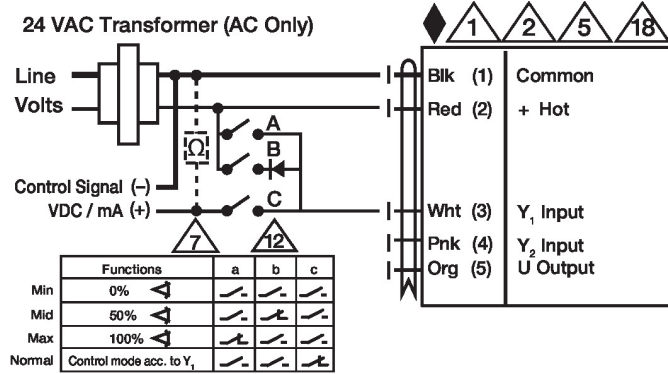 24 VAC Transformer (AC Only)
1 2 5 18
Line
Volts
Blk (1) Common
Red (2) + Hot
A
B
C
Ω
Control Signal (–)
VDC / mA (+)
Wht (3) Y₁ Input
Pnk (4) Y₂ Input
Org (5) U Output
7 12
Functions a b c
Min 0%
Mid 50%
Max 100%
Normal Control mode acc. to Y₁